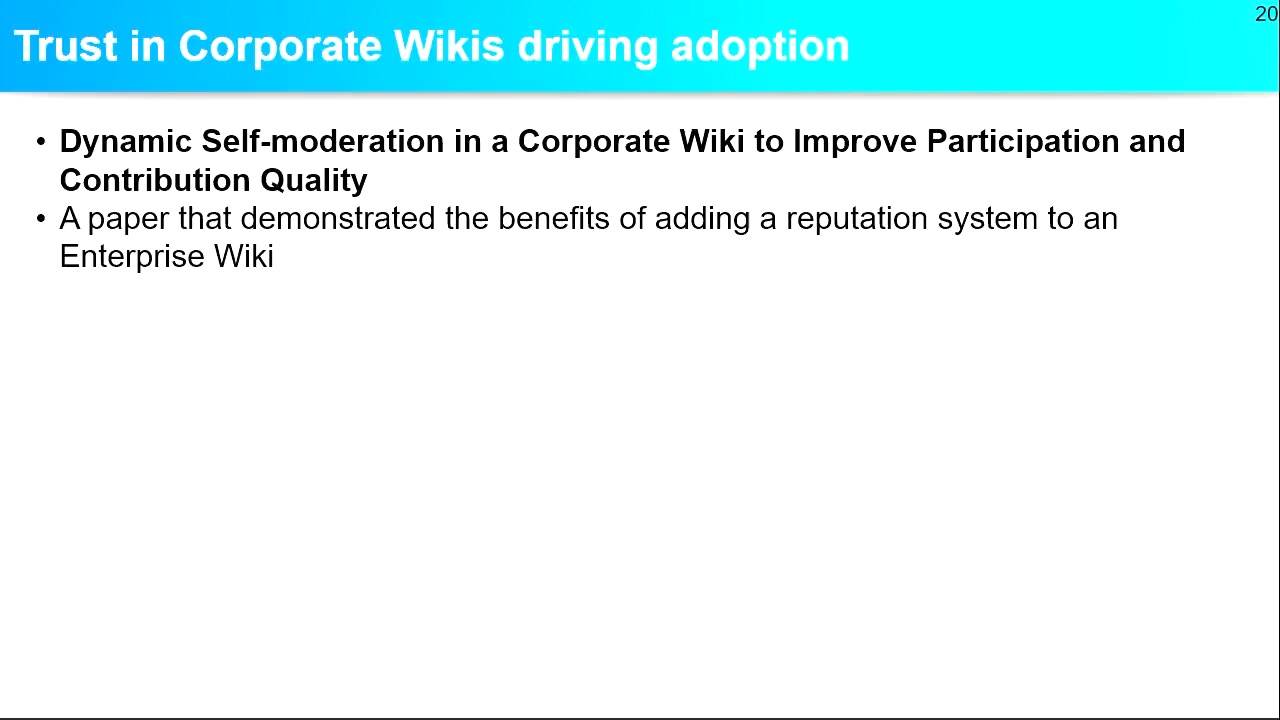 20
Trust in Corporate Wikis driving adoption
• Dynamic Self-moderation in a Corporate Wiki to Improve Participation and
Contribution Quality
• A paper that demonstrated the benefits of adding a reputation system to an
Enterprise Wiki